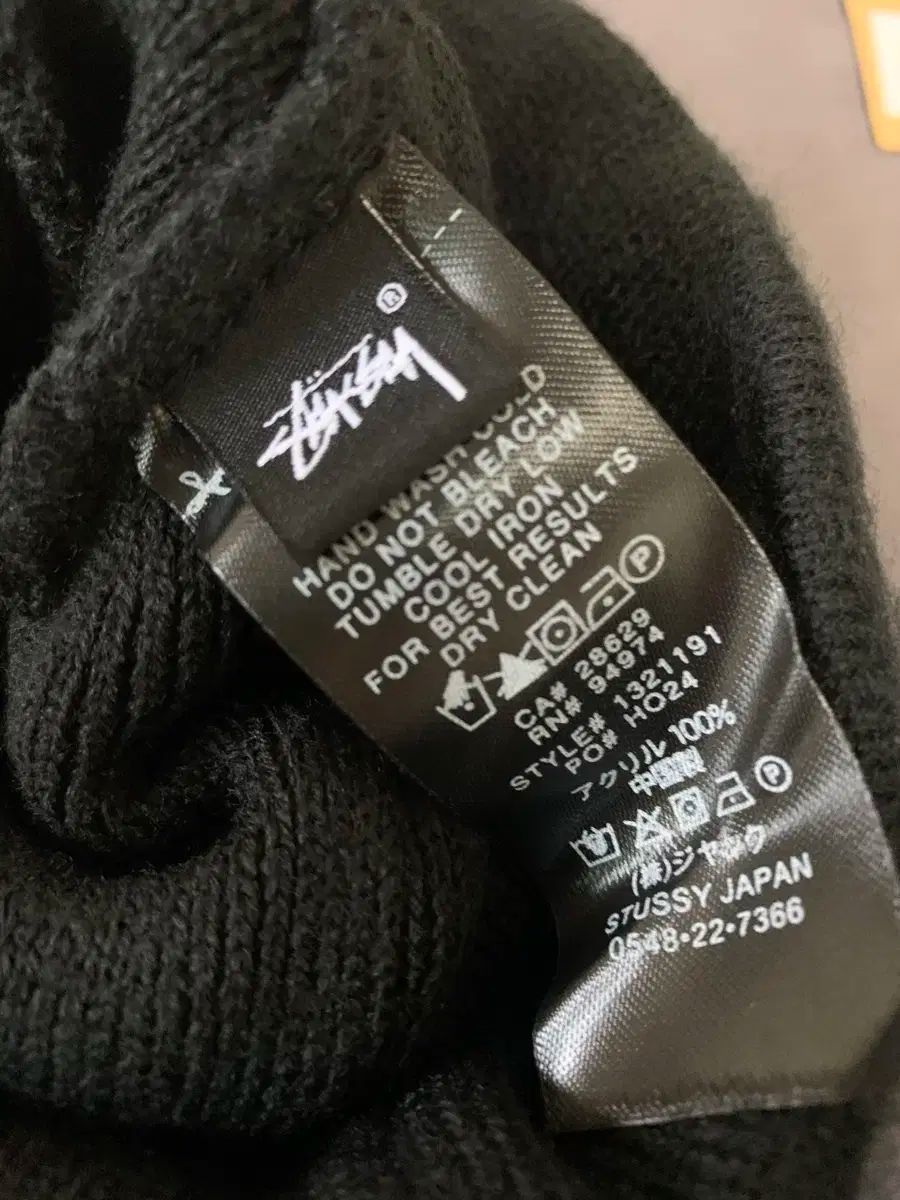 Stüssy
®
HAND WASH COLD
DO NOT BLEACH
TUMBLE DRY LOW
COOL IRON
FOR BEST RESULTS
DRY CLEAN
P
CA# 28629
RN# 94974
STYLE# 1321191
PO# HO24
アクリル 100%
中国製
P
(株)ジャック
STUSSY JAPAN
0548·22·7366